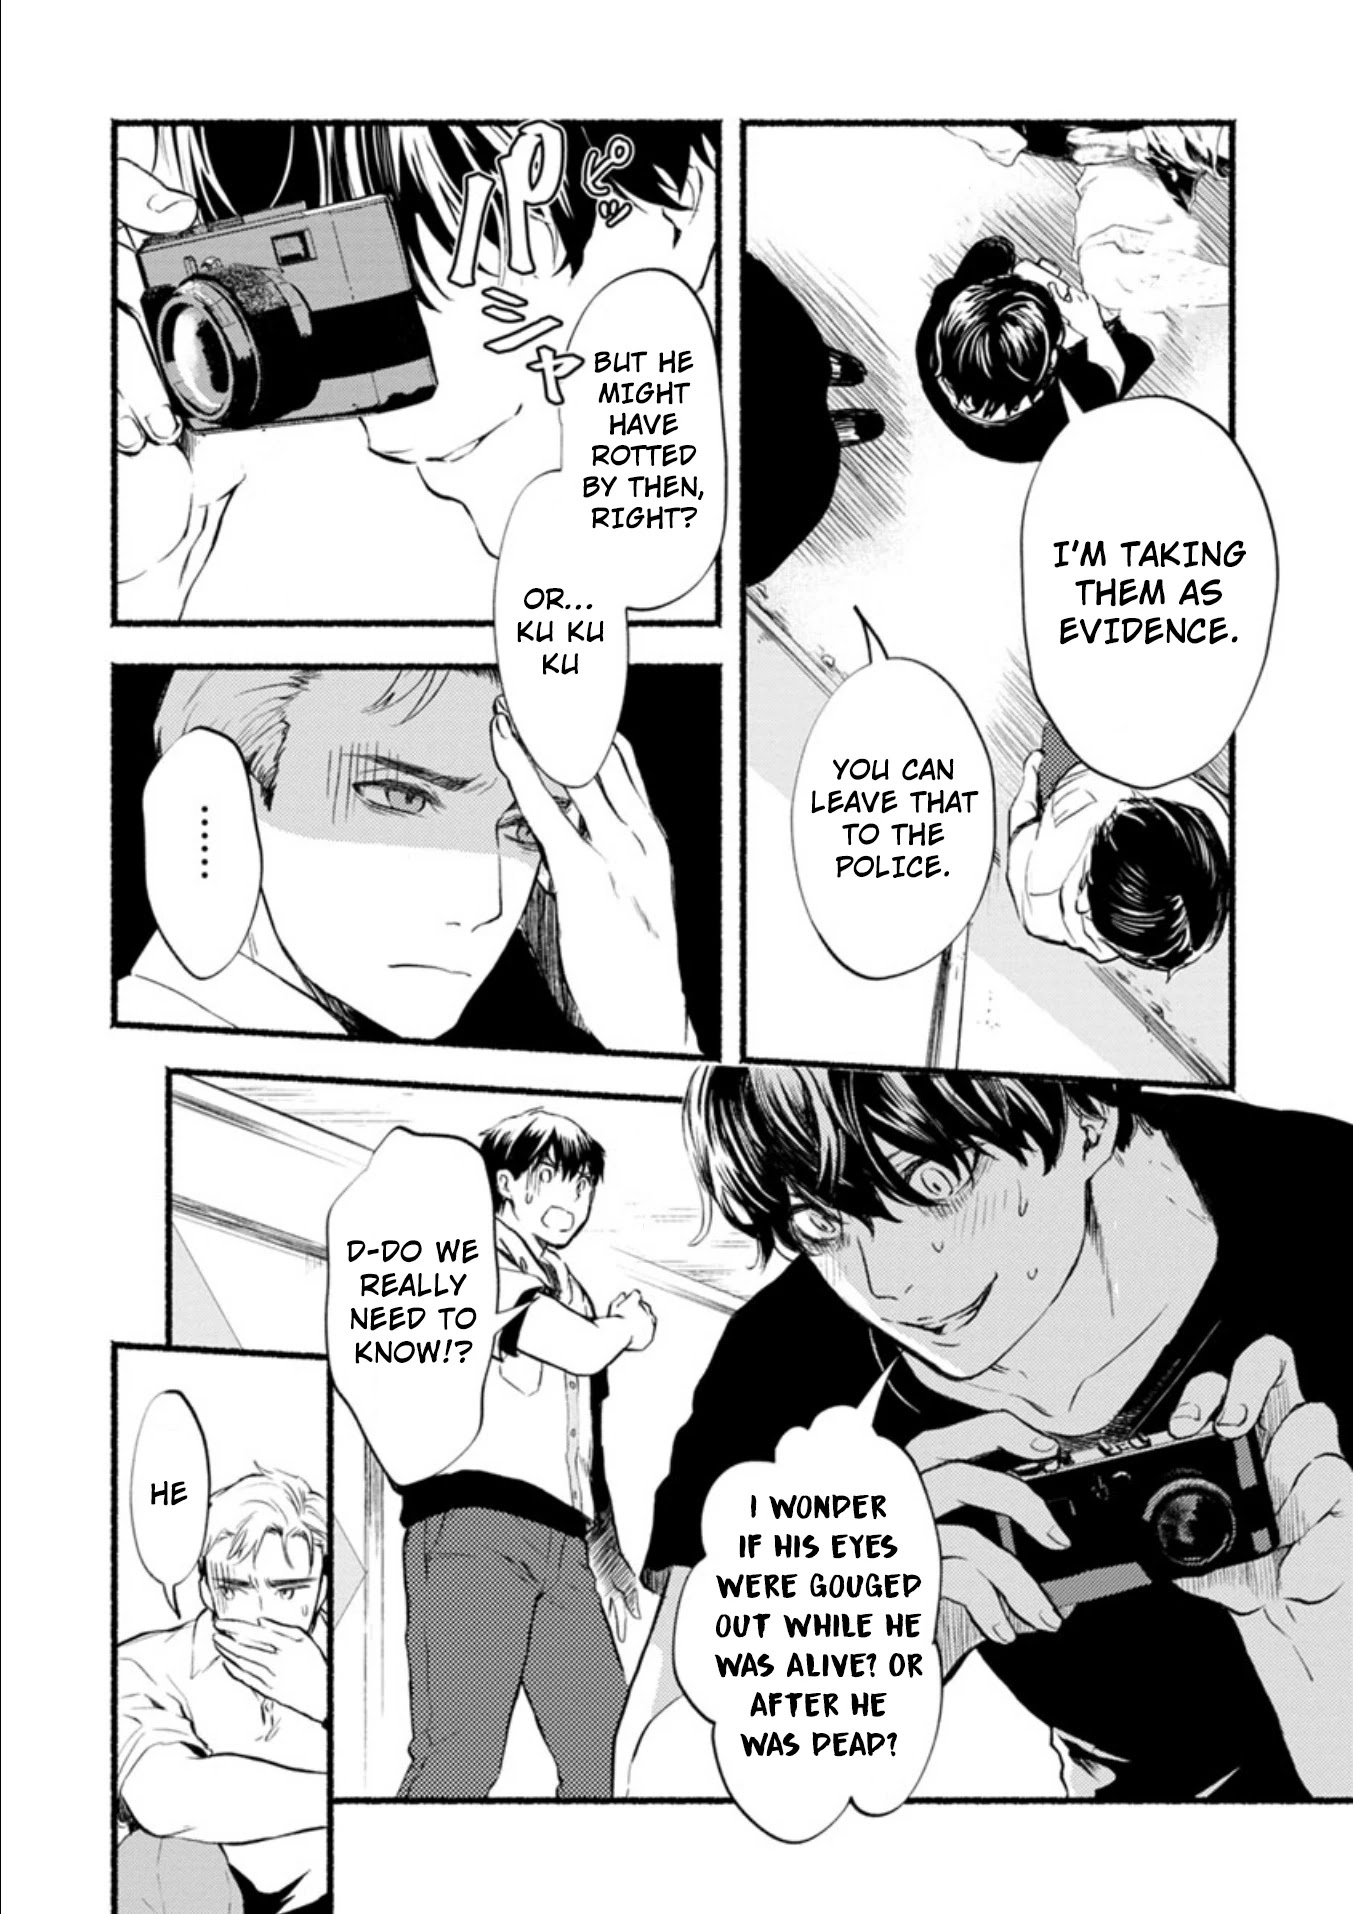 I'M TAKING
THEM AS
EVIDENCE.
YOU CAN
LEAVE THAT
TO THE
POLICE.
パシャッ
BUT HE
MIGHT
HAVE
ROTTED
BY THEN,
RIGHT?
OR...
KU KU
KU
.......
I WONDER
IF HIS EYES
WERE GOUGED
OUT WHILE HE
WAS ALIVE? OR
AFTER HE
WAS DEAD?
D-DO WE
REALLY
NEED TO
KNOW!?
HE